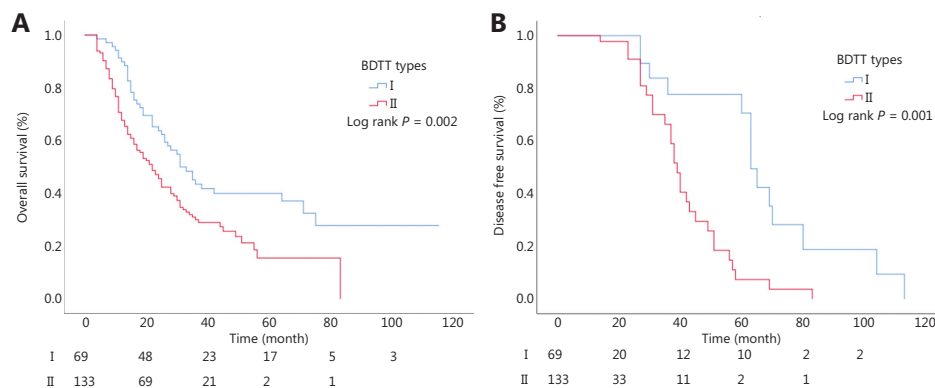 A
1.0
0.8
0.6
0.4
0.2
0.0
Overall survival (%)
BDTT types
I
II
Log rank P = 0.002
0 20 40 60 80 100 120
Time (month)
I 69 48 23 17 5 3
II 133 69 21 2 1
B
1.0
0.8
0.6
0.4
0.2
0.0
Disease free survival (%)
BDTT types
I
II
Log rank P = 0.001
0 20 40 60 80 100 120
Time (month)
I 69 20 12 10 2 2
II 133 33 11 2 1